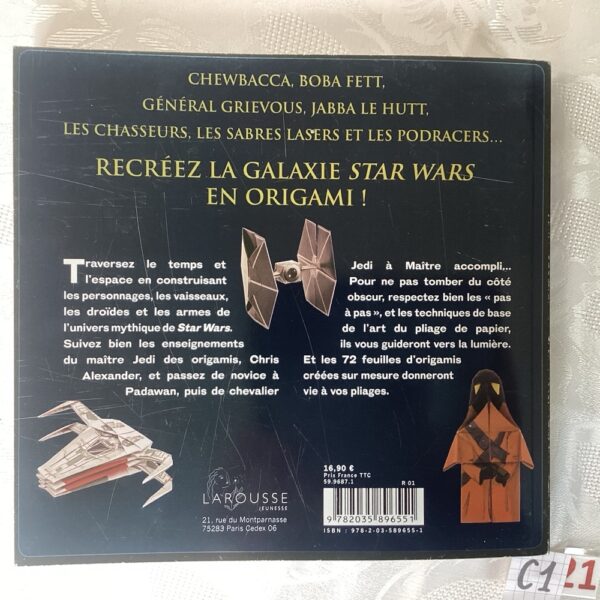 CHEWBACCA, BOBA FETT,
GÉNÉRAL GRIEVOUS, JABBA LE HUTT,
LES CHASSEURS, LES SABRES LASERS ET LES PODRACERS...
RECRÉEZ LA GALAXIE STAR WARS
EN ORIGAMI !
Traversez le temps et
l'espace en construisant
les personnages, les vaisseaux,
les droïdes et les armes de
l'univers mythique de Star Wars.
Suivez bien les enseignements
du maître Jedi des origamis, Chris
Alexander, et passez de novice à
Padawan, puis de chevalier
Jedi à Maître accompli...
Pour ne pas tomber du côté
obscur, respectez bien les « pas
à pas », et les techniques de base
de l'art du pliage de papier,
ils vous guideront vers la lumière.
Et les 72 feuilles d'origamis
créées sur mesure donneront
vie à vos pliages.
LAROUSSE
JEUNESSE
21, rue du Montparnasse
75283 Paris Cedex 06
16,90 €
Prix France TTC
59.9687.1
R 01
9 782035 896551
ISBN : 978-2-03-589655-1
C1 21